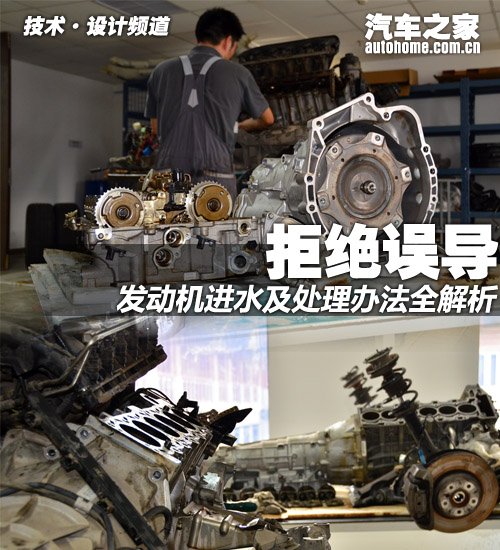 技术·设计频道
汽车之家
autohome.com.cn
拒绝误导
发动机进水及处理办法全解析